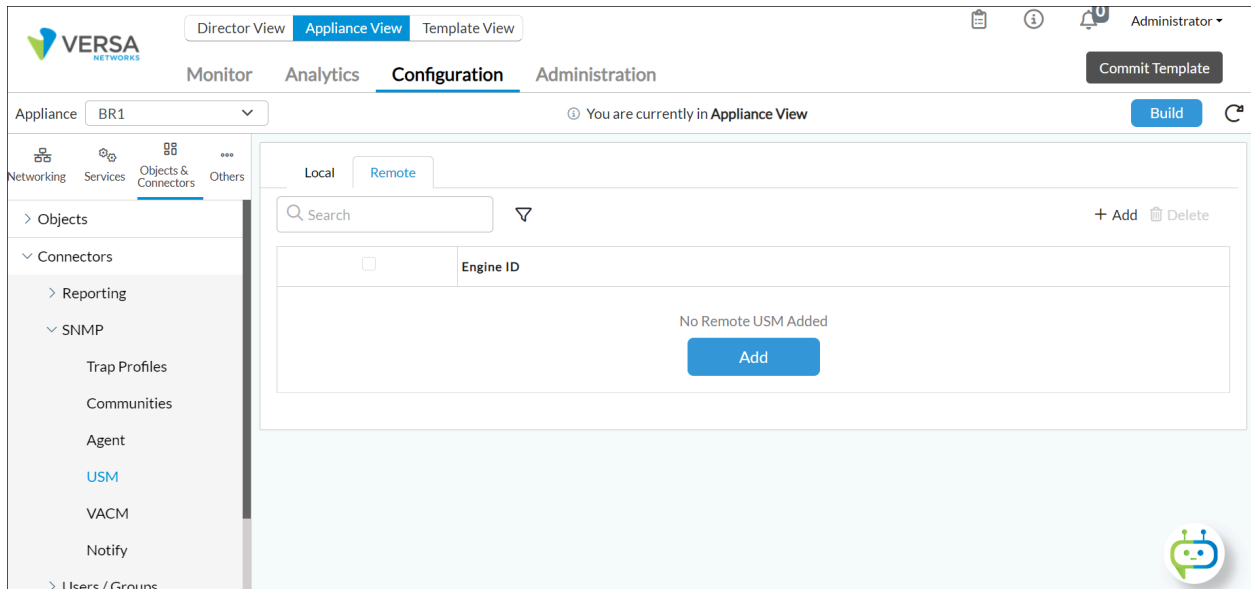 Director View Appliance View Template View
0
Administrator
VERSA
NETWORKS
Monitor Analytics Configuration Administration
Commit Template
Appliance BR1
You are currently in Appliance View
Build
Networking Services Objects & Connectors Others
Local Remote
Objects
Search
+ Add Delete
Connectors
Engine ID
Reporting
No Remote USM Added
SNMP
Add
Trap Profiles
Communities
Agent
USM
VACM
Notify
Users / Groups